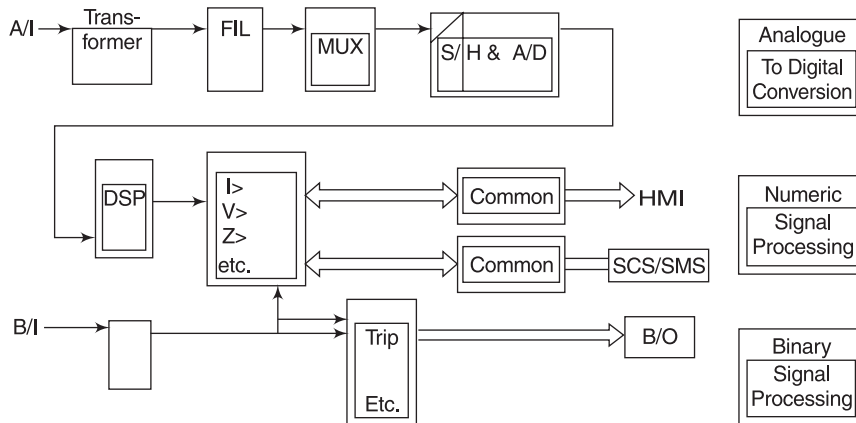 A/I
Trans-
former
FIL
MUX
S/ H & A/D
Analogue
To Digital
Conversion
DSP
I>
V>
Z>
etc.
Common
HMI
Common
SCS/SMS
Numeric
Signal
Processing
B/I
Trip
Etc.
B/O
Binary
Signal
Processing